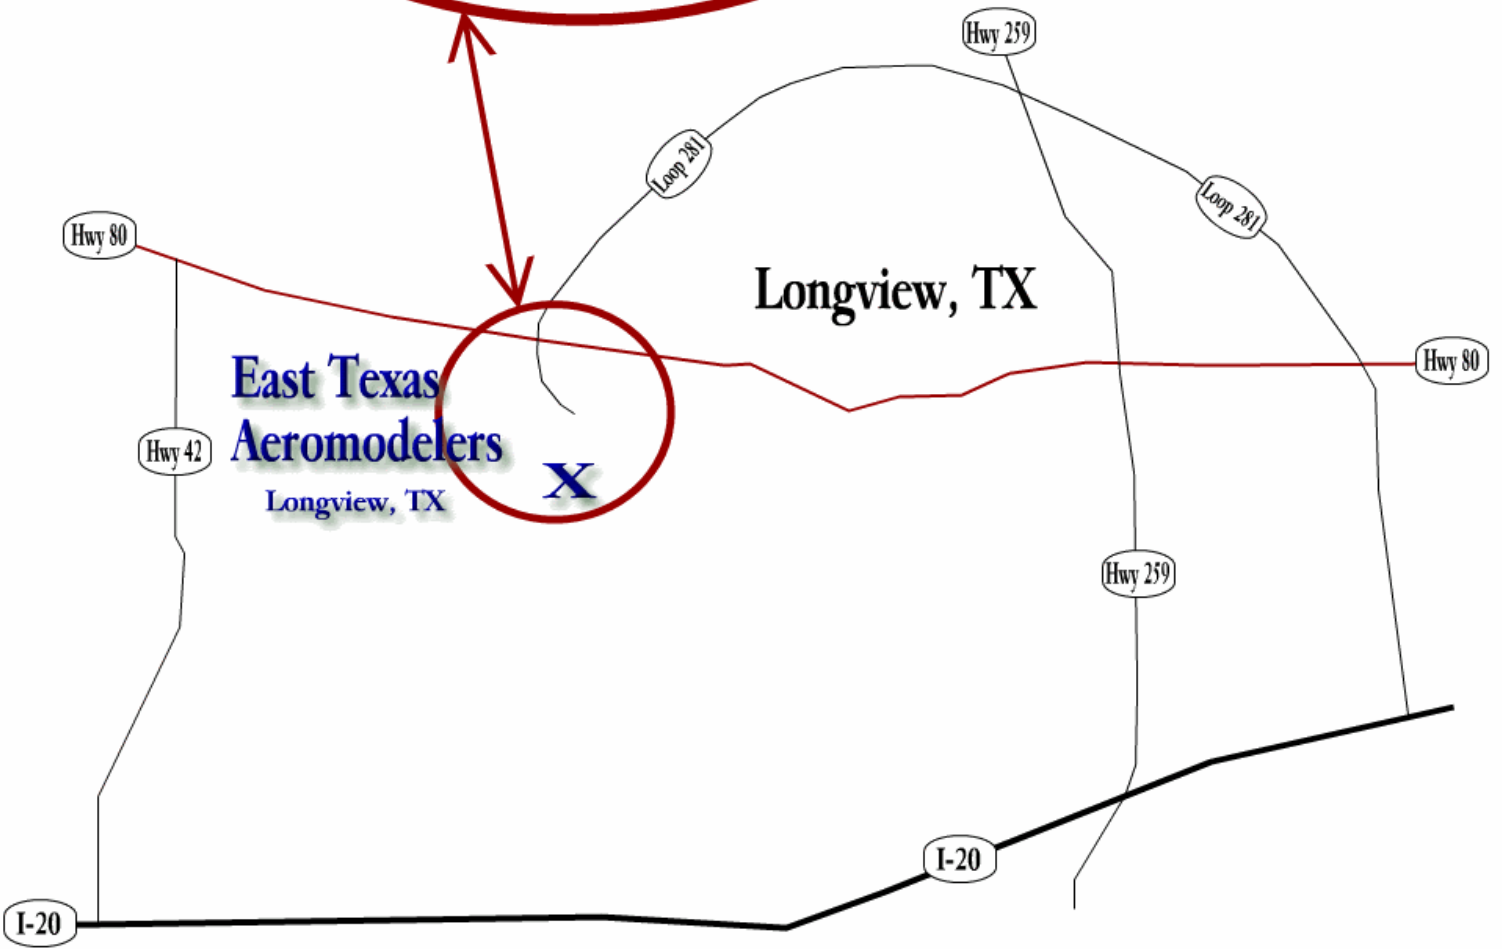 Hwy 259
Loop 281
Loop 281
Hwy 80
Longview, TX
Hwy 80
East Texas
Aeromodelers
Longview, TX
X
Hwy 42
Hwy 259
I-20
I-20